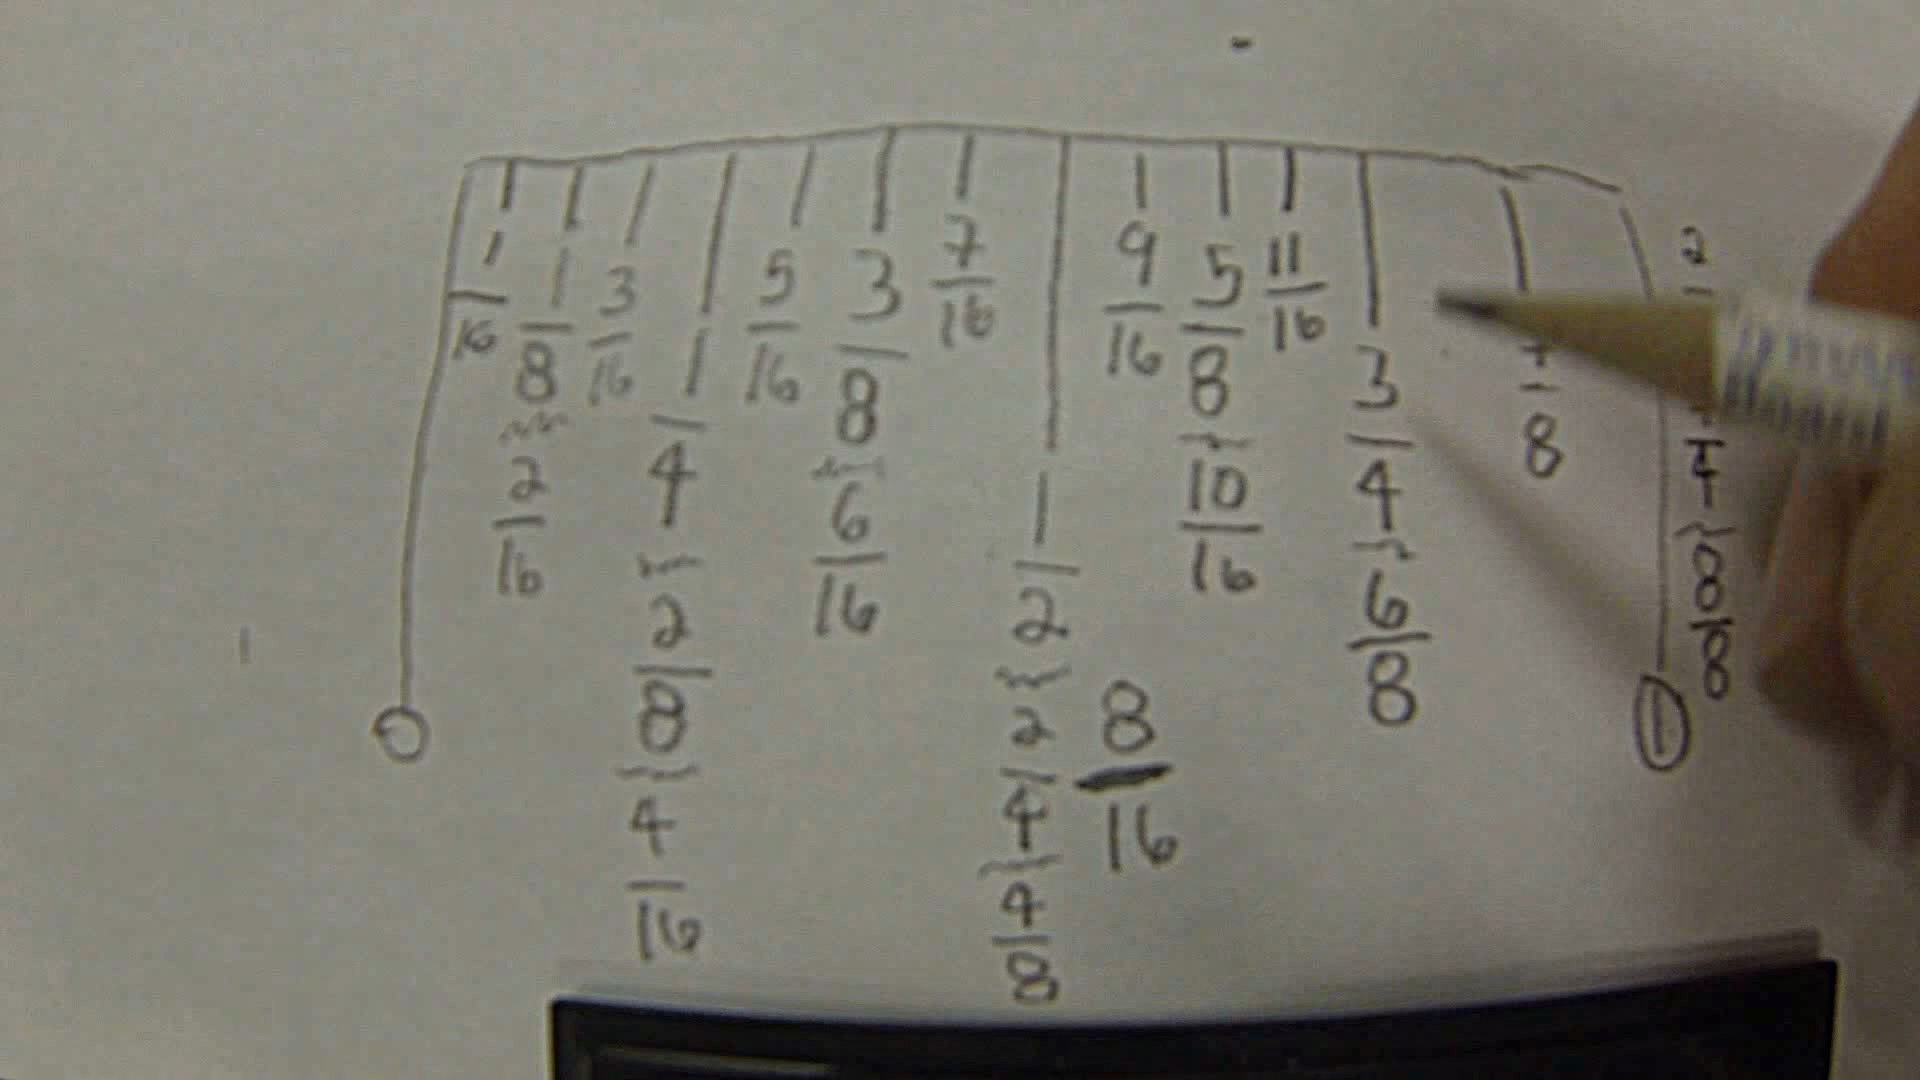 0
1/16
1/8 } 2/16
3/16
1/4 } 2/8 } 4/16
5/16
3/8 } 6/16
7/16
1/2 } 2/4 } 4/8
8/16
9/16
5/8 } 10/16
11/16
3/4 } 6/8
7/8
1
4 } 8/8